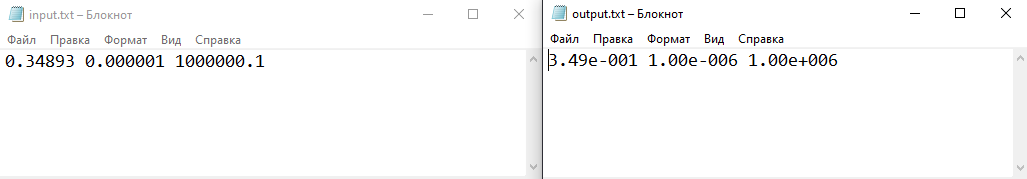 input.txt – Блокнот
Файл Правка Формат Вид Справка
0.34893 0.000001 1000000.1
output.txt – Блокнот
Файл Правка Формат Вид Справка
3.49e-001 1.00e-006 1.00e+006